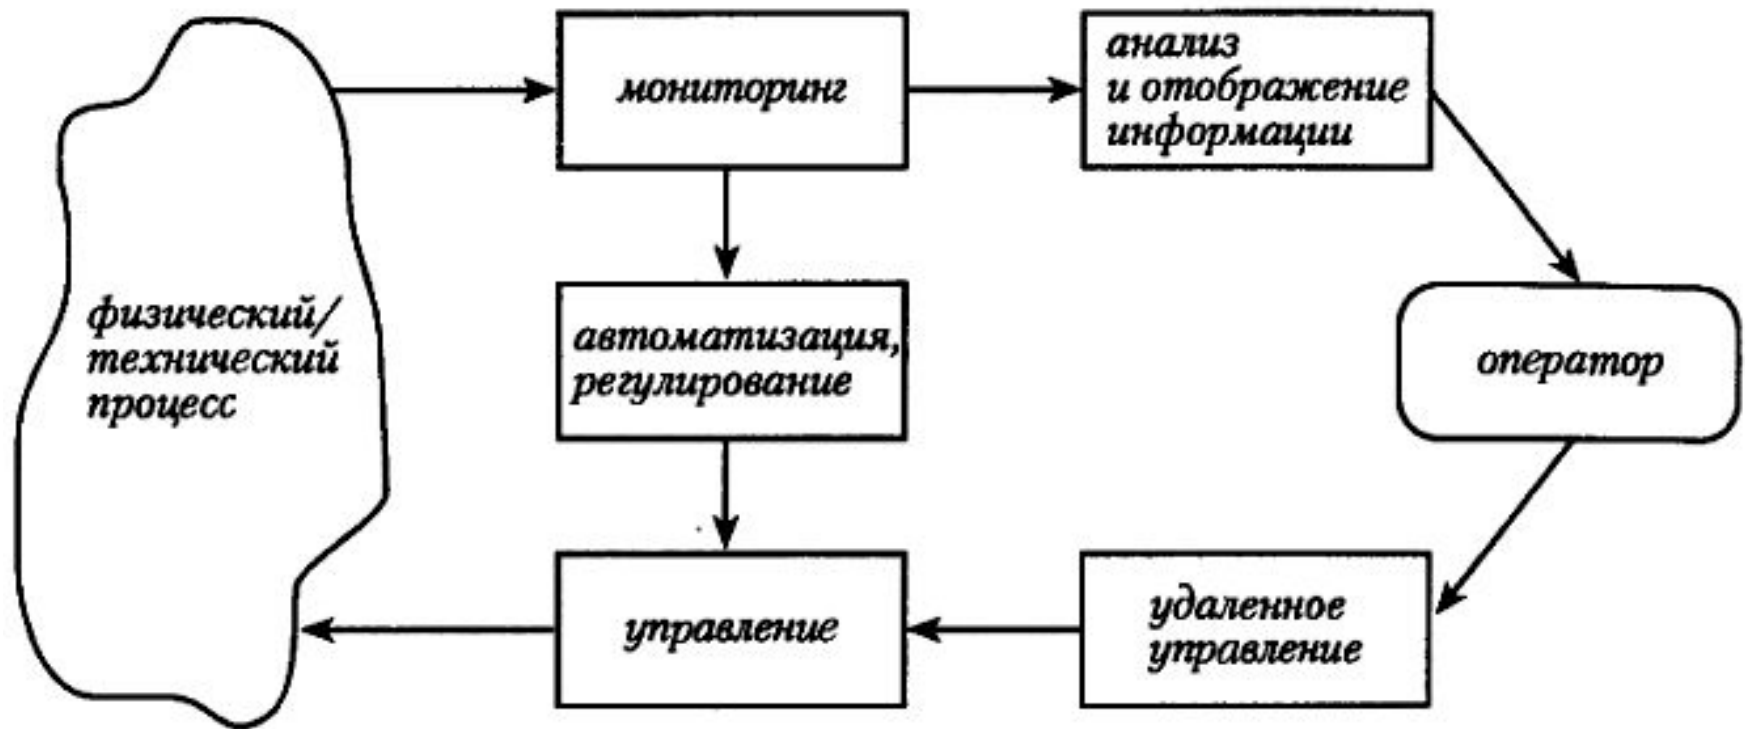 мониторинг
анализ
и отображение
информации
физический/
технический
процесс
автоматизация,
регулирование
оператор
управление
удаленное
управление